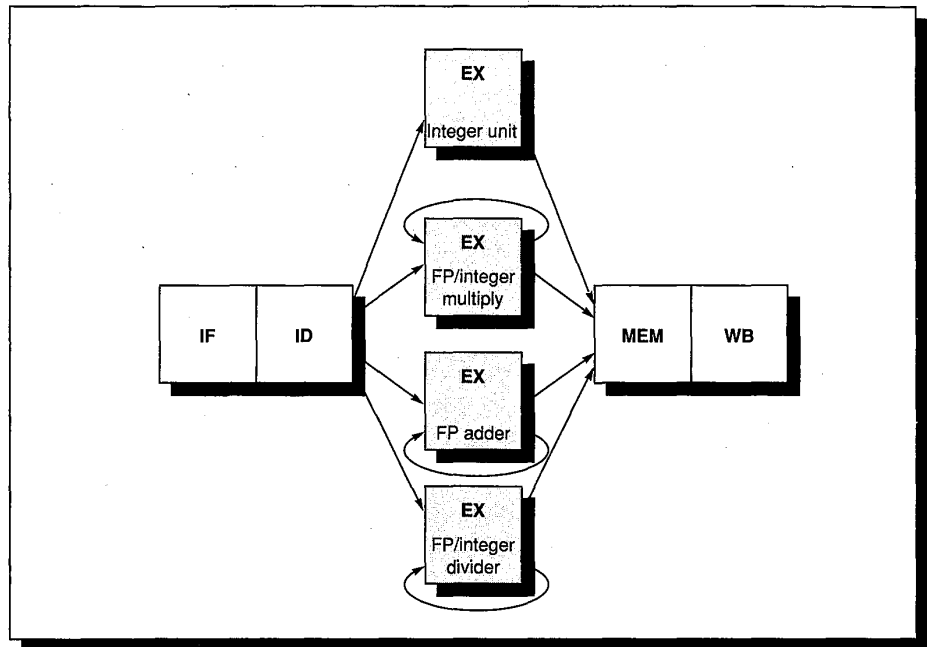 EX
Integer unit
EX
FP/integer
multiply
IF
ID
MEM
WB
EX
FP adder
EX
FP/integer
divider